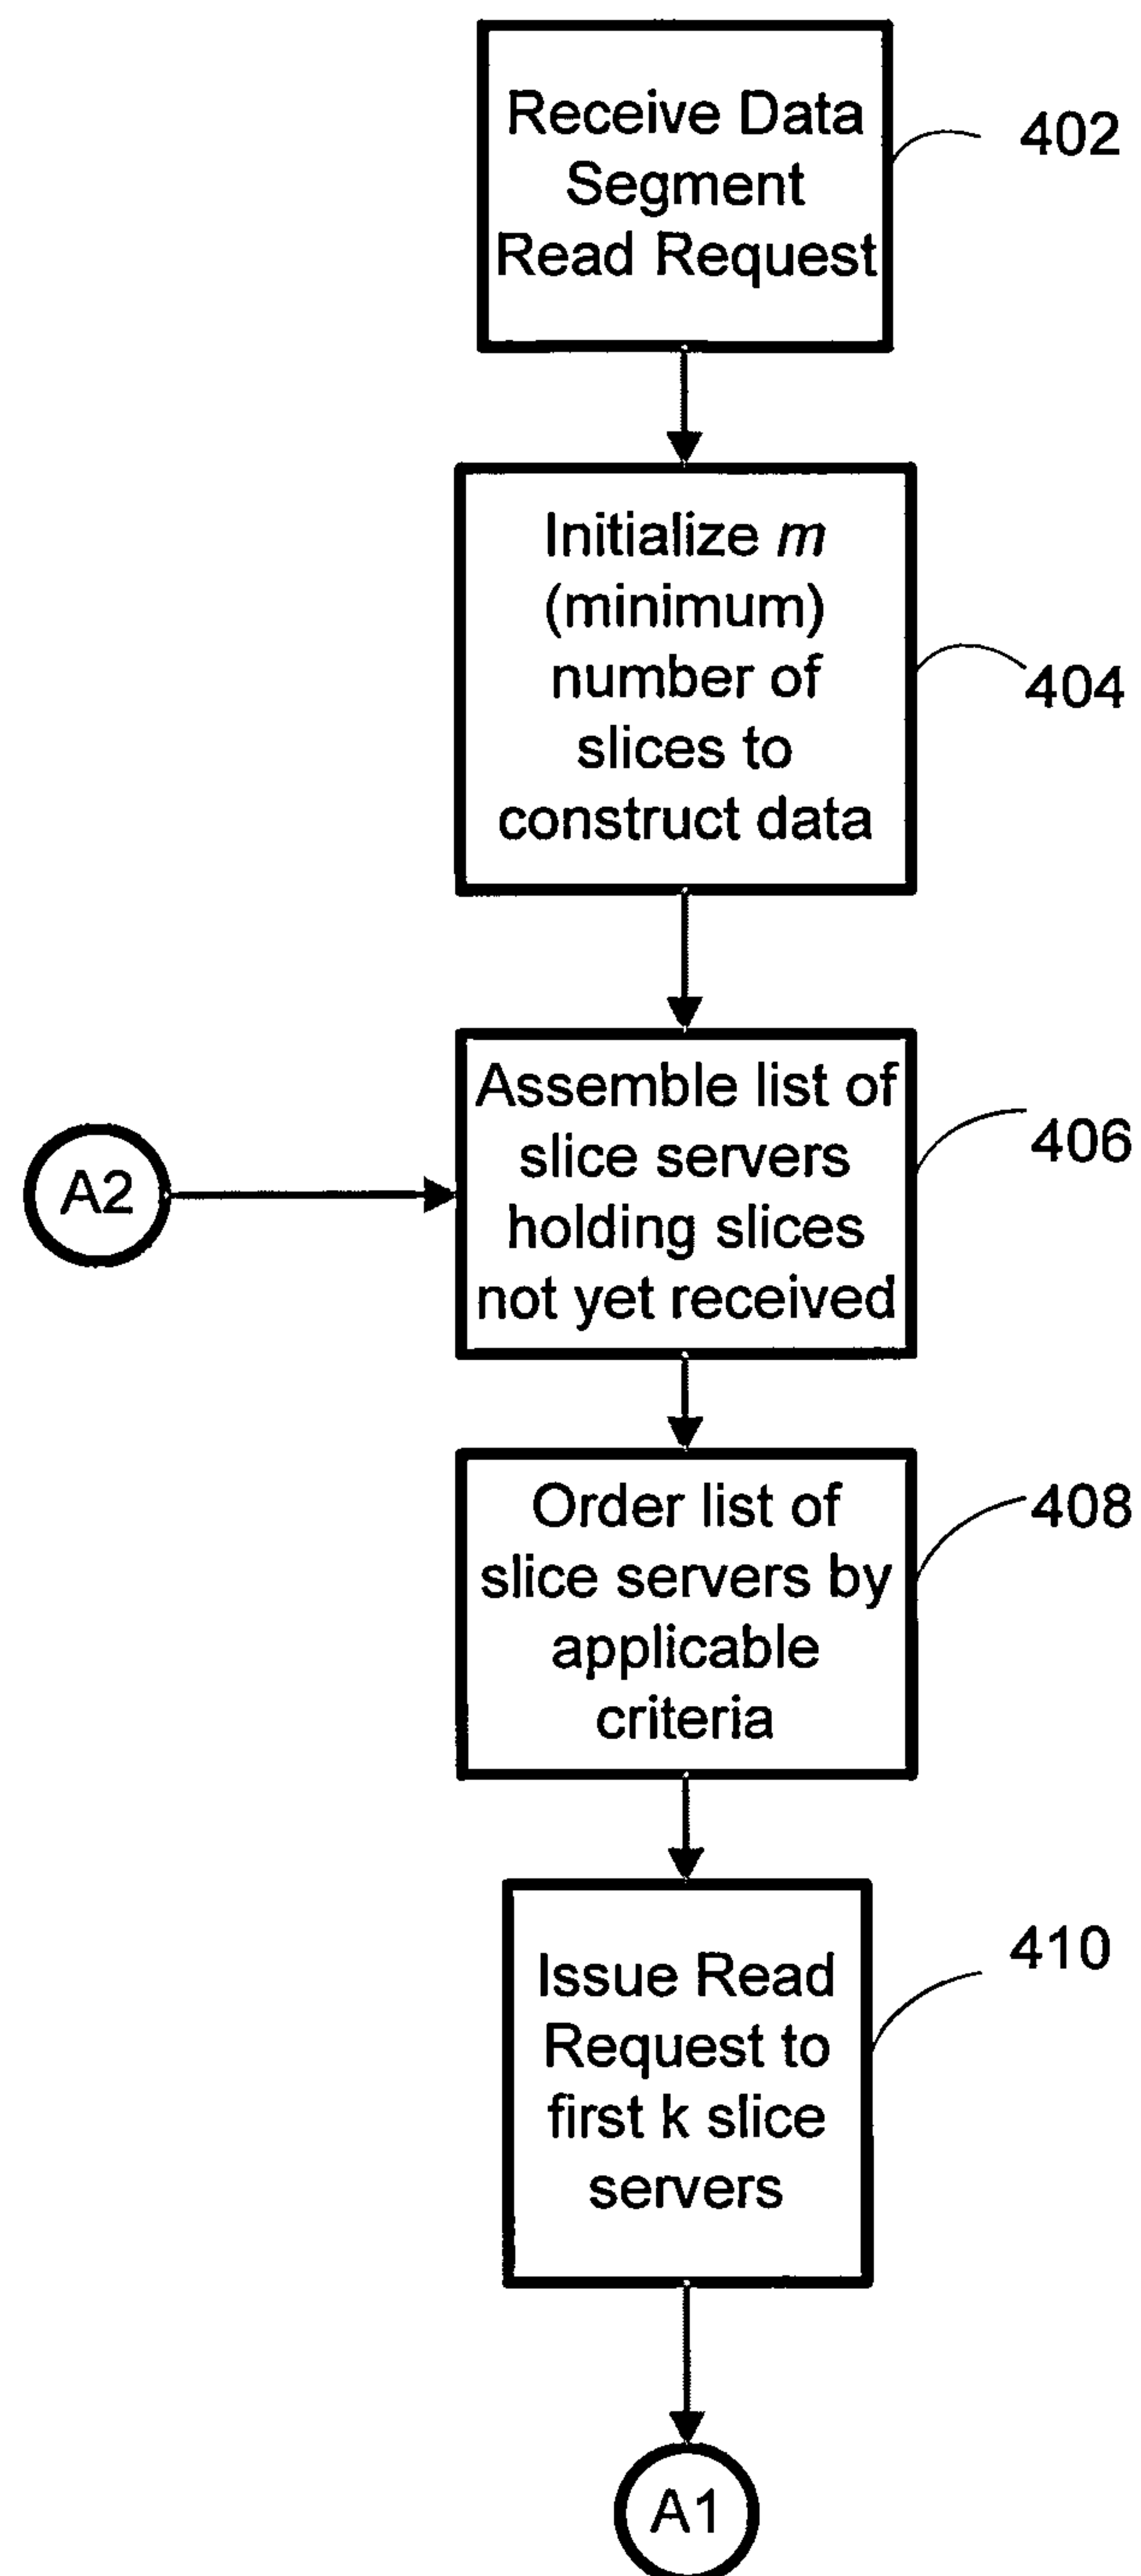 Receive Data
Segment
Read Request
402
Initialize m
(minimum)
number of
slices to
construct data
404
Assemble list of
slice servers
holding slices
not yet received
406
A2
Order list of
slice servers by
applicable
criteria
408
Issue Read
Request to
first k slice
servers
410
A1